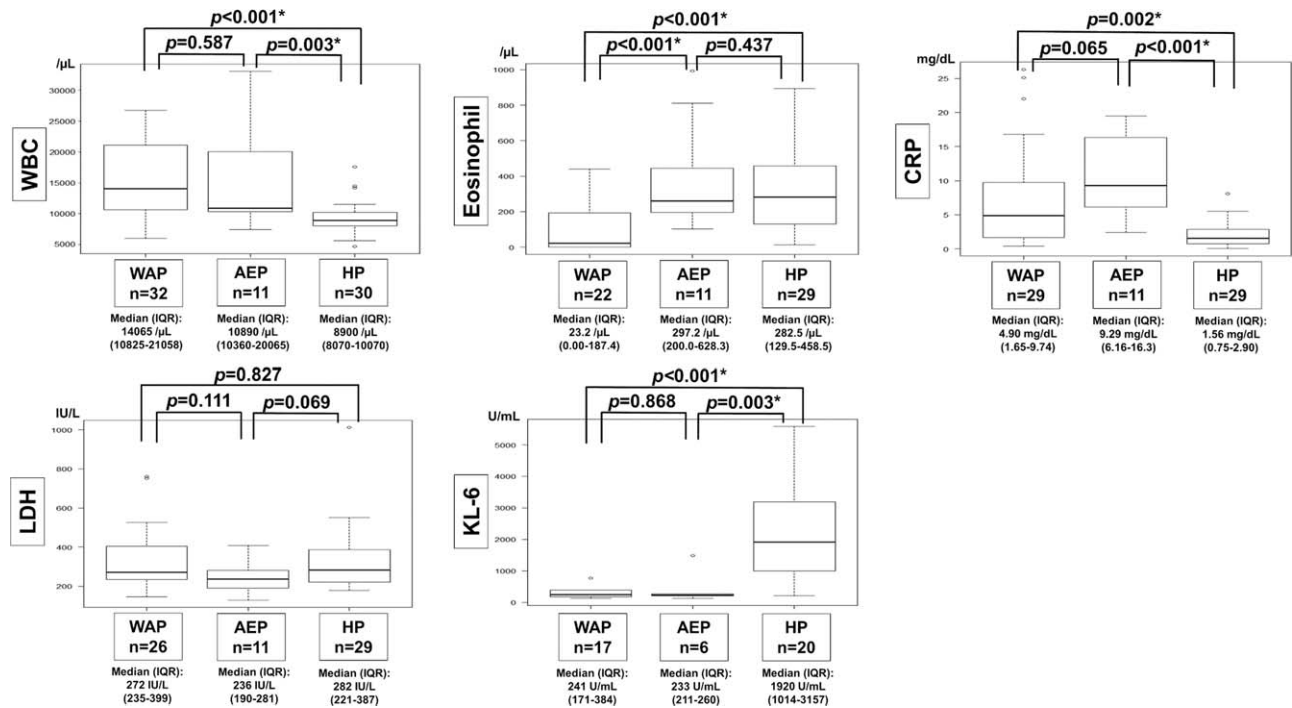 p<0.001*
p=0.587 p=0.003*
/µL
WBC
30000
25000
20000
15000
10000
5000
WAP
n=32
AEP
n=11
HP
n=30
Median (IQR):
14065 /µL
(10825-21058)
Median (IQR):
10890 /µL
(10360-20065)
Median (IQR):
8900 /µL
(8070-10070)
p<0.001*
p<0.001* p=0.437
/µL
Eosinophil
1000
800
600
400
200
0
WAP
n=22
AEP
n=11
HP
n=29
Median (IQR):
23.2 /µL
(0.00-187.4)
Median (IQR):
297.2 /µL
(200.0-628.3)
Median (IQR):
282.5 /µL
(129.5-458.5)
p=0.002*
p=0.065 p<0.001*
mg/dL
CRP
25
20
15
10
5
0
WAP
n=29
AEP
n=11
HP
n=29
Median (IQR):
4.90 mg/dL
(1.65-9.74)
Median (IQR):
9.29 mg/dL
(6.16-16.3)
Median (IQR):
1.56 mg/dL
(0.75-2.90)
p=0.827
p=0.111 p=0.069
IU/L
LDH
1000
800
600
400
200
WAP
n=26
AEP
n=11
HP
n=29
Median (IQR):
272 IU/L
(235-399)
Median (IQR):
236 IU/L
(190-281)
Median (IQR):
282 IU/L
(221-387)
p<0.001*
p=0.868 p=0.003*
U/mL
KL-6
5000
4000
3000
2000
1000
0
WAP
n=17
AEP
n=6
HP
n=20
Median (IQR):
241 U/mL
(171-384)
Median (IQR):
233 U/mL
(211-260)
Median (IQR):
1920 U/mL
(1014-3157)